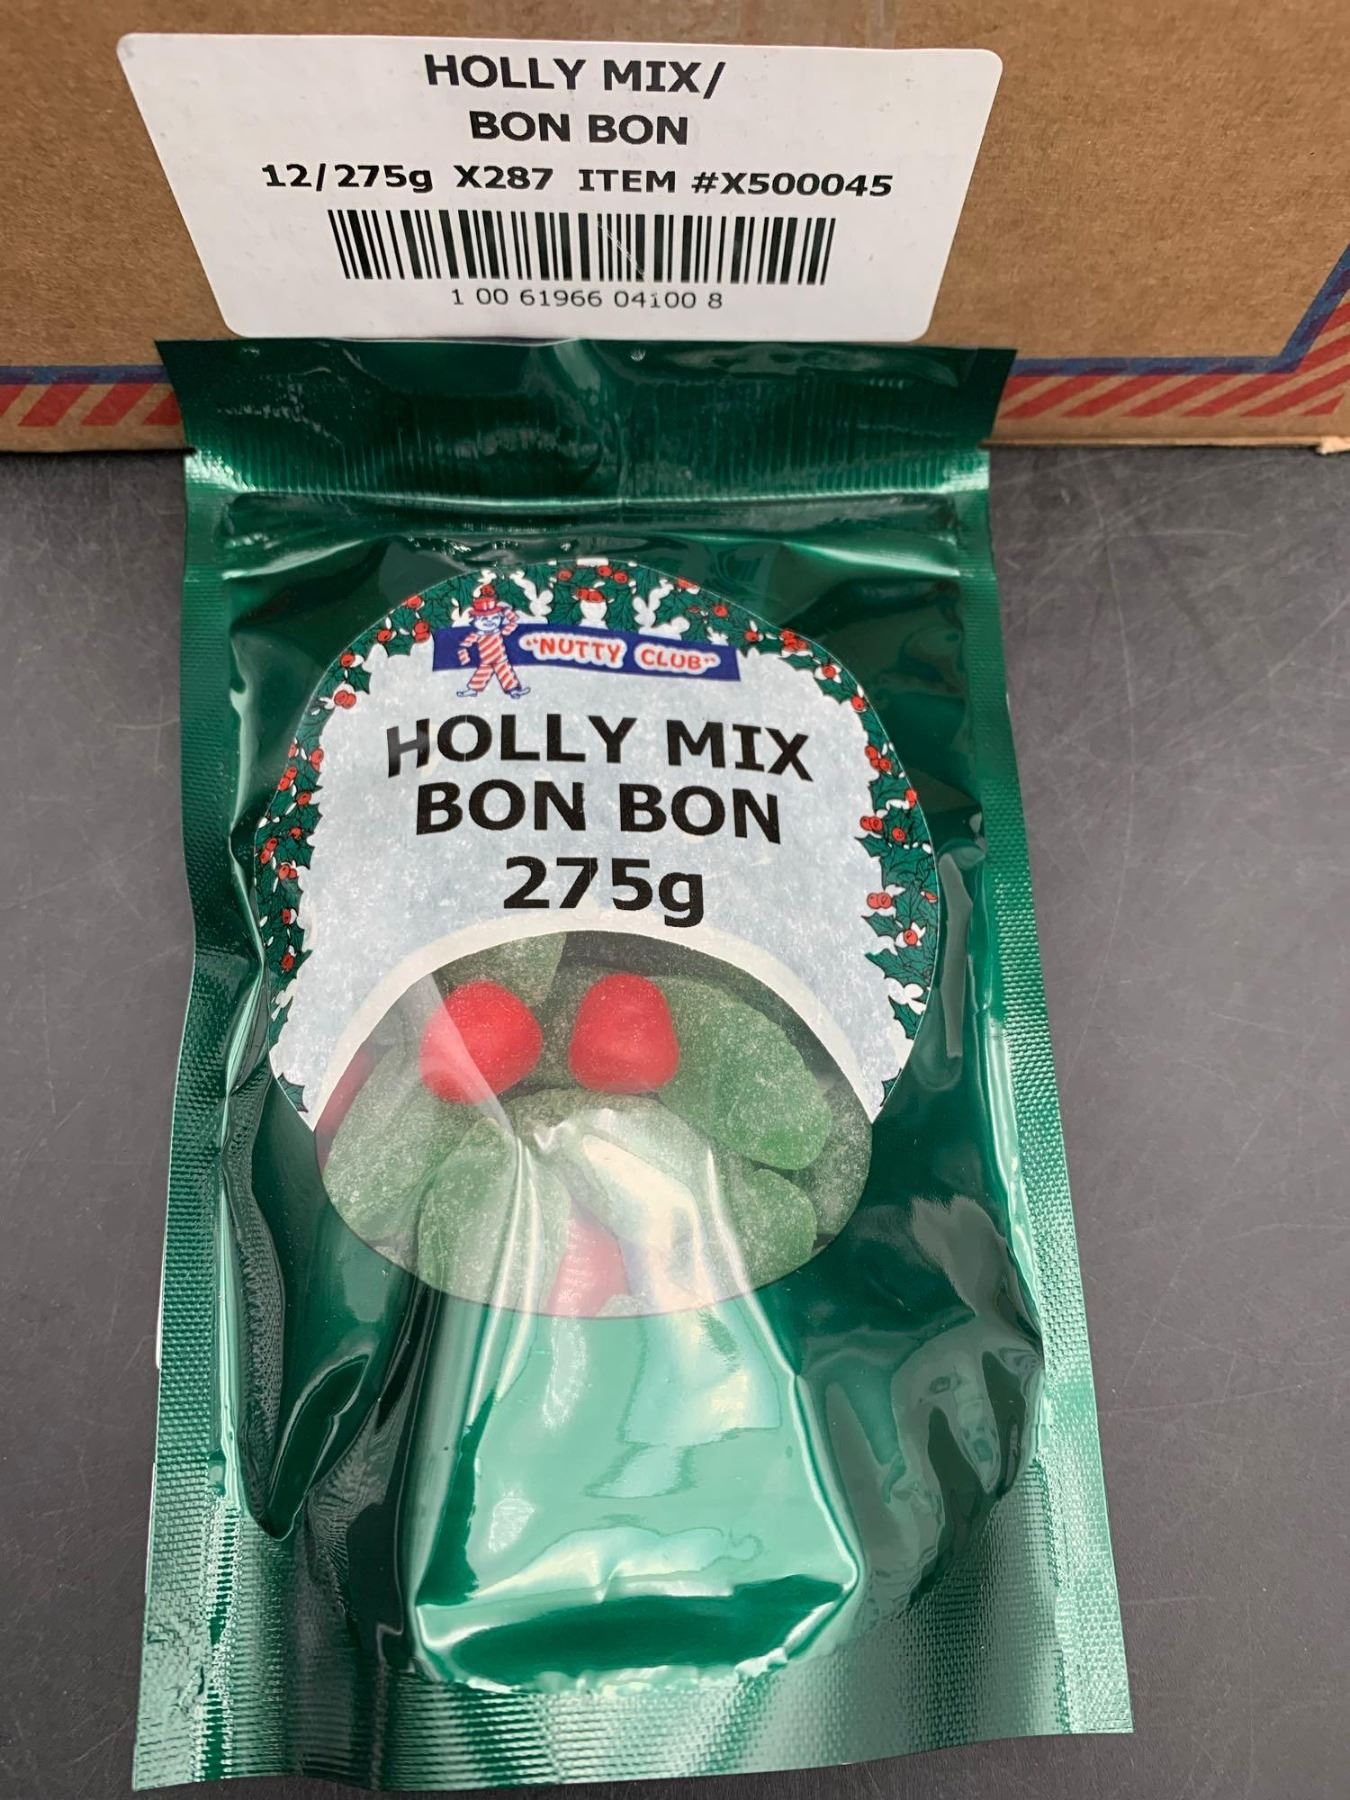 HOLLY MIX/
BON BON
12/275g X287 ITEM #X500045
1 00 61966 04100 8
"NUTTY CLUB"
HOLLY MIX
BON BON
275g